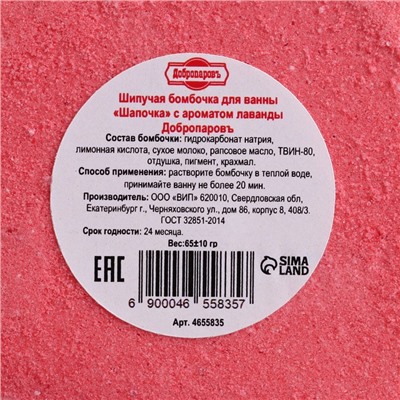 Добропаровъ
Шипучая бомбочка для ванны
«Шапочка» с ароматом лаванды
Добропаровъ
Состав бомбочки: гидрокарбонат натрия,
лимонная кислота, сухое молоко, рапсовое масло, ТВИН-80,
отдушка, пигмент, крахмал.
Способ применения: растворите бомбочку в теплой воде,
принимайте ванну не более 20 мин.
Производитель: ООО «ВИП» 620010, Свердловская обл,
Екатеринбург г., Черняховского ул., дом 86, корпус 8, 408/3.
ГОСТ 32851-2014
Срок годности: 24 месяца.
Вес:65±10 гр
EAC
SIMA
LAND
6 900046 558357
Арт. 4655835